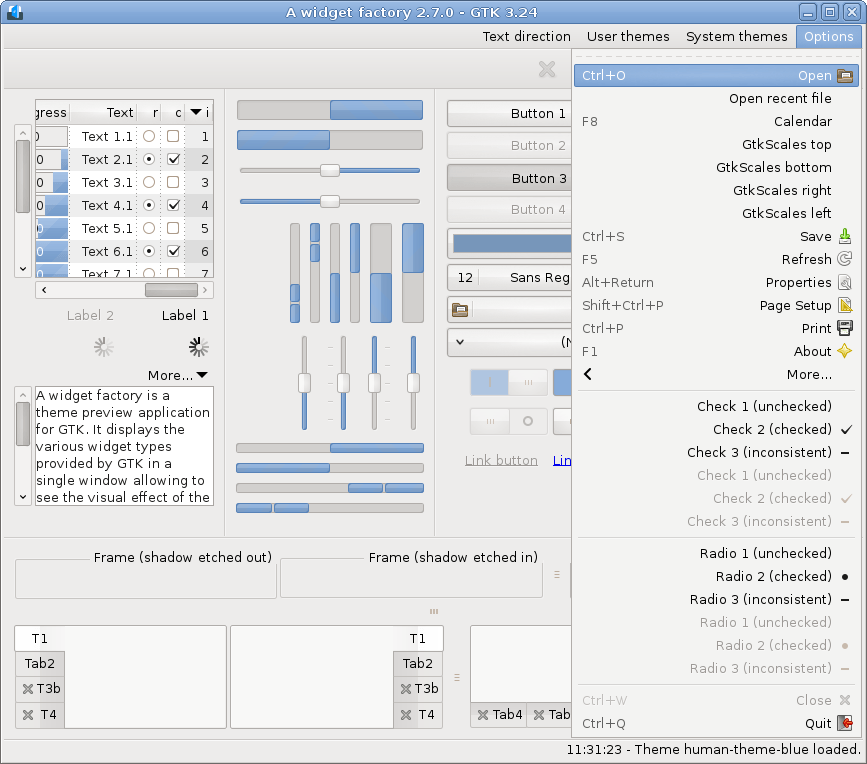 A widget factory 2.7.0 - GTK 3.24
Text direction User themes System themes Options
gress Text r c i
0 Text 1.1 1
0 Text 2.1 2
0 Text 3.1 3
0 Text 4.1 4
Text 5.1 5
0 Text 6.1 6
0 Text 7.1 7
Label 2 Label 1
More...
A widget factory is a
theme preview application
for GTK. It displays the
various widget types
provided by GTK in a
single window allowing to
see the visual effect of the
Button 1
Button 2
Button 3
Button 4
12 Sans Reg
(N
Link button Lin
Ctrl+O Open
Open recent file
F8 Calendar
GtkScales top
GtkScales bottom
GtkScales right
GtkScales left
Ctrl+S Save
F5 Refresh
Alt+Return Properties
Shift+Ctrl+P Page Setup
Ctrl+P Print
F1 About
More...
Check 1 (unchecked)
Check 2 (checked)
Check 3 (inconsistent)
Check 1 (unchecked)
Check 2 (checked)
Check 3 (inconsistent)
Radio 1 (unchecked)
Radio 2 (checked)
Radio 3 (inconsistent)
Radio 1 (unchecked)
Radio 2 (checked)
Radio 3 (inconsistent)
Ctrl+W Close
Ctrl+Q Quit
Frame (shadow etched out) Frame (shadow etched in)
T1 T1
Tab2 Tab2
T3b T3b
T4 T4 Tab4 Tab
11:31:23 - Theme human-theme-blue loaded.